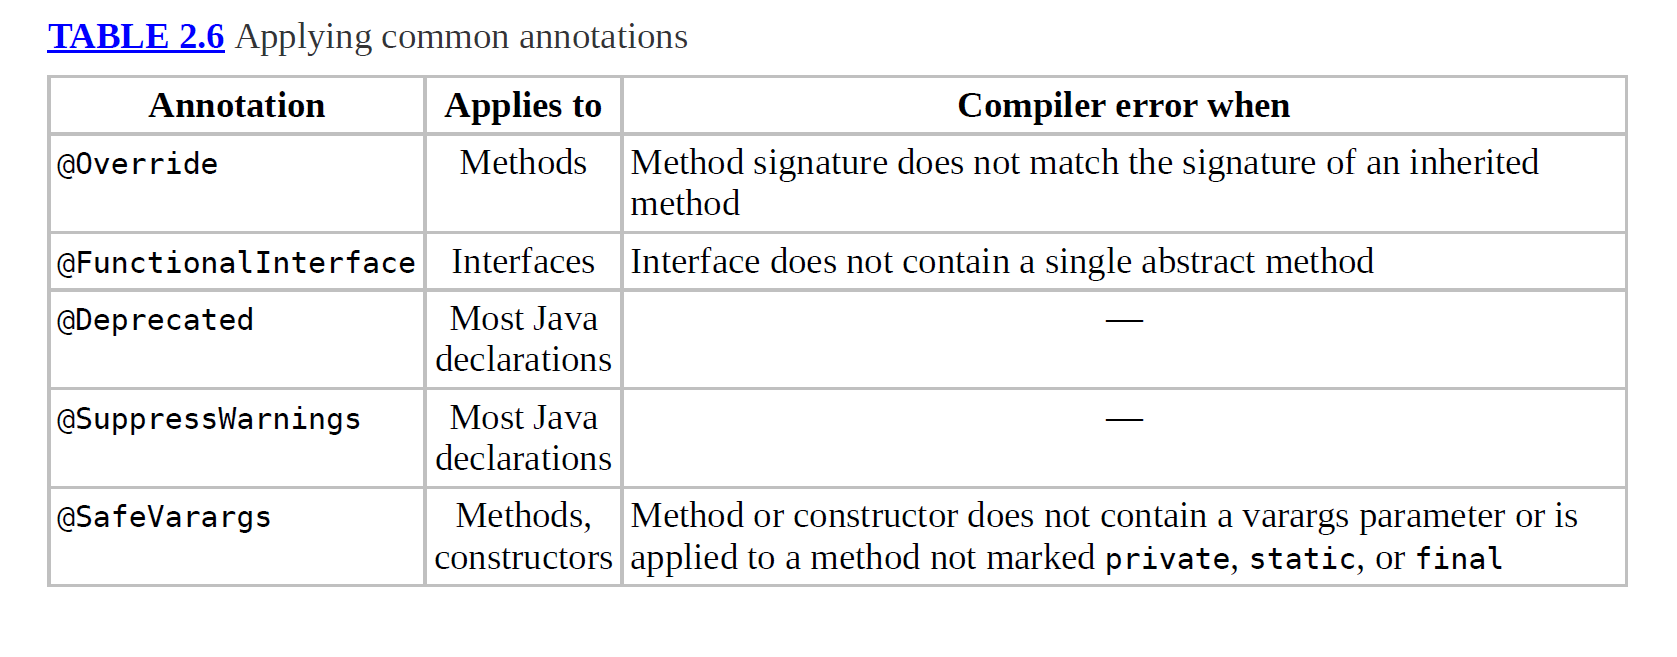 TABLE 2.6 Applying common annotations
Annotation Applies to Compiler error when
@Override Methods Method signature does not match the signature of an inherited
method
@FunctionalInterface Interfaces Interface does not contain a single abstract method
@Deprecated Most Java —
declarations
@SuppressWarnings Most Java —
declarations
@SafeVarargs Methods, Method or constructor does not contain a varargs parameter or is
constructors applied to a method not marked private, static, or final